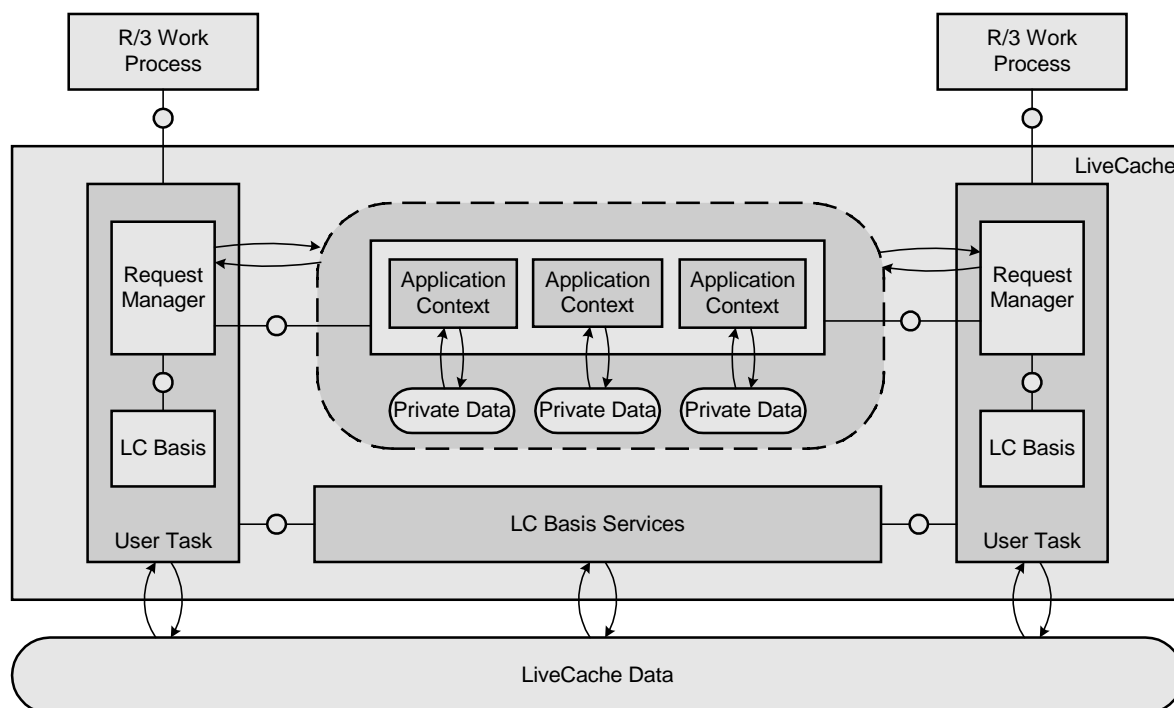 R/3 Work
Process
R/3 Work
Process
LiveCache
Request
Manager
Application
Context
Application
Context
Application
Context
Request
Manager
Private Data
Private Data
Private Data
LC Basis
LC Basis
LC Basis Services
User Task
User Task
LiveCache Data